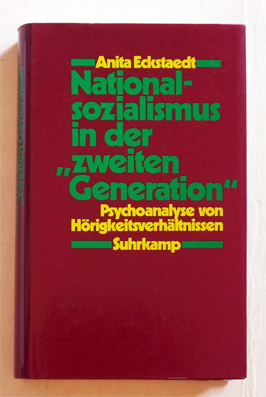 Anita Eckstaedt
National-
sozialismus
in der
„zweiten
Generation“
Psychoanalyse von
Hörigkeitsverhältnissen
Suhrkamp